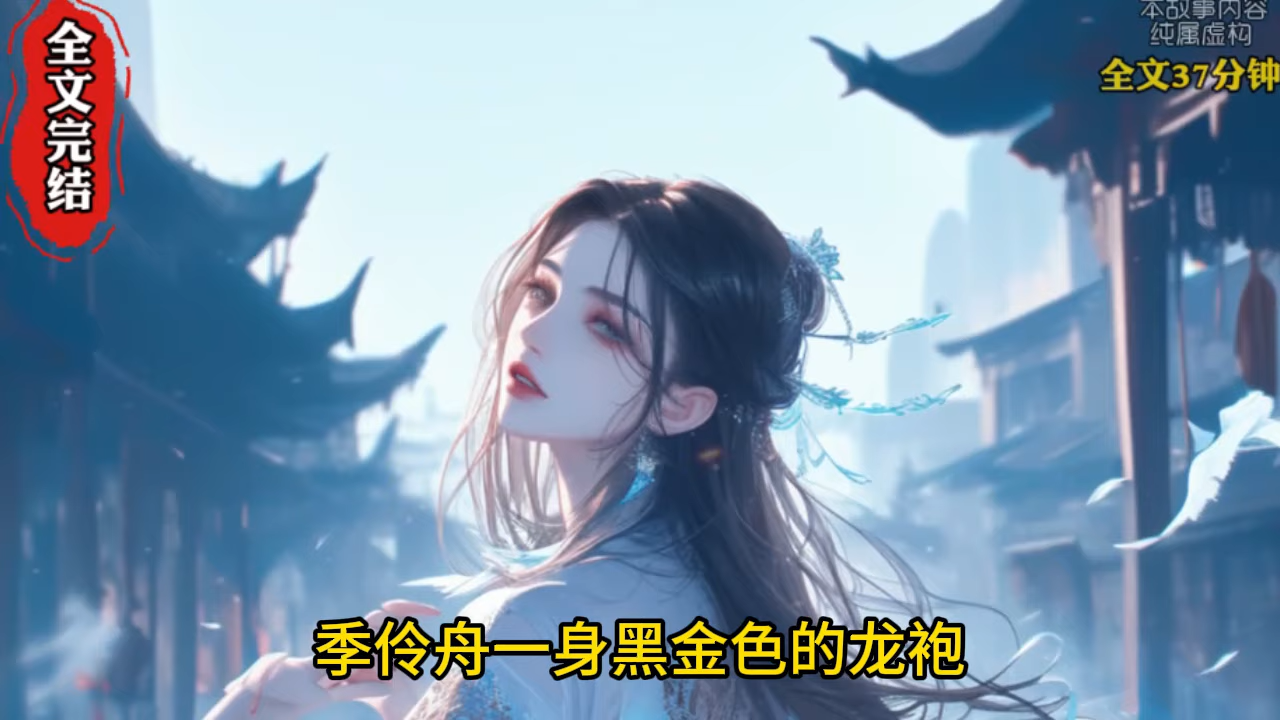 全文完结
本故事内容
纯属虚构
全文37分钟
季伶舟一身黑金色的龙袍